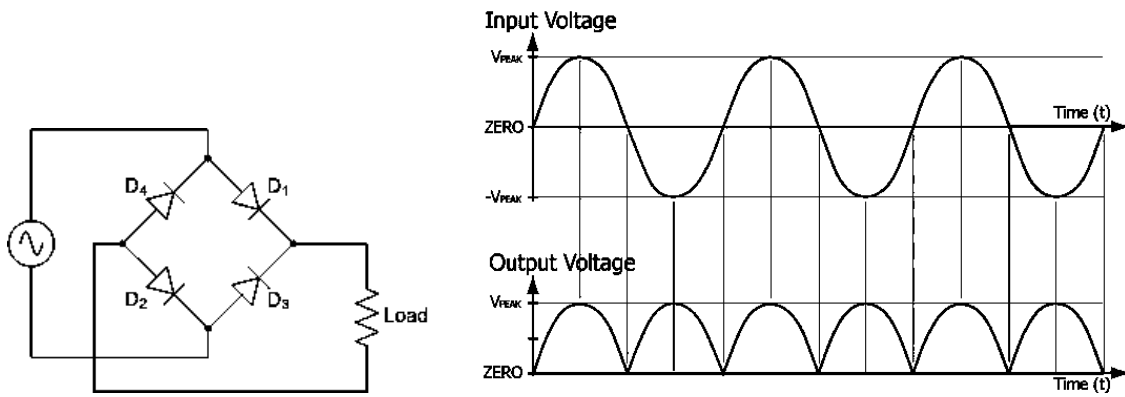 Input Voltage
VPEAK
ZERO
Time (t)
-VPEAK
D4
D1
D2
D3
Load
Output Voltage
VPEAK
ZERO
Time (t)